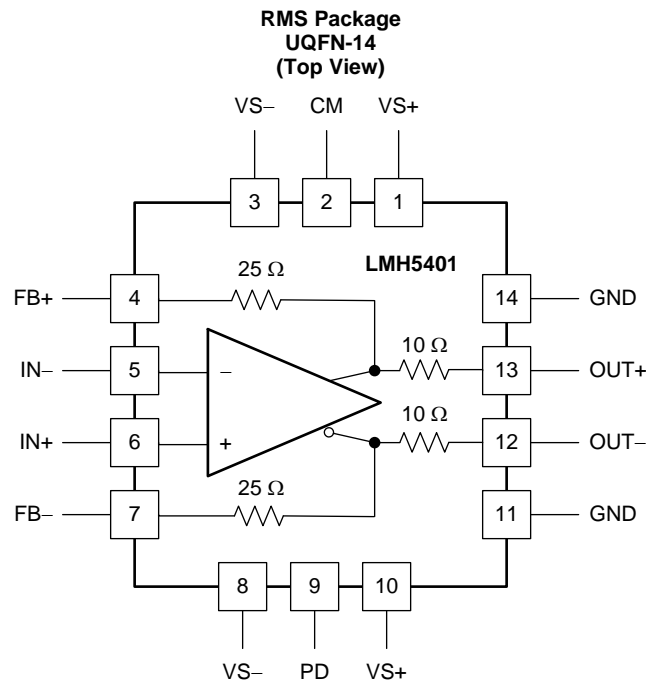 RMS Package
UQFN-14
(Top View)
VS− CM VS+
3 2 1
25 Ω LMH5401
FB+ 4 14 GND
10 Ω
IN− 5 − 13 OUT+
10 Ω
IN+ 6 + 12 OUT−
25 Ω
FB− 7 11 GND
8 9 10
VS− PD VS+